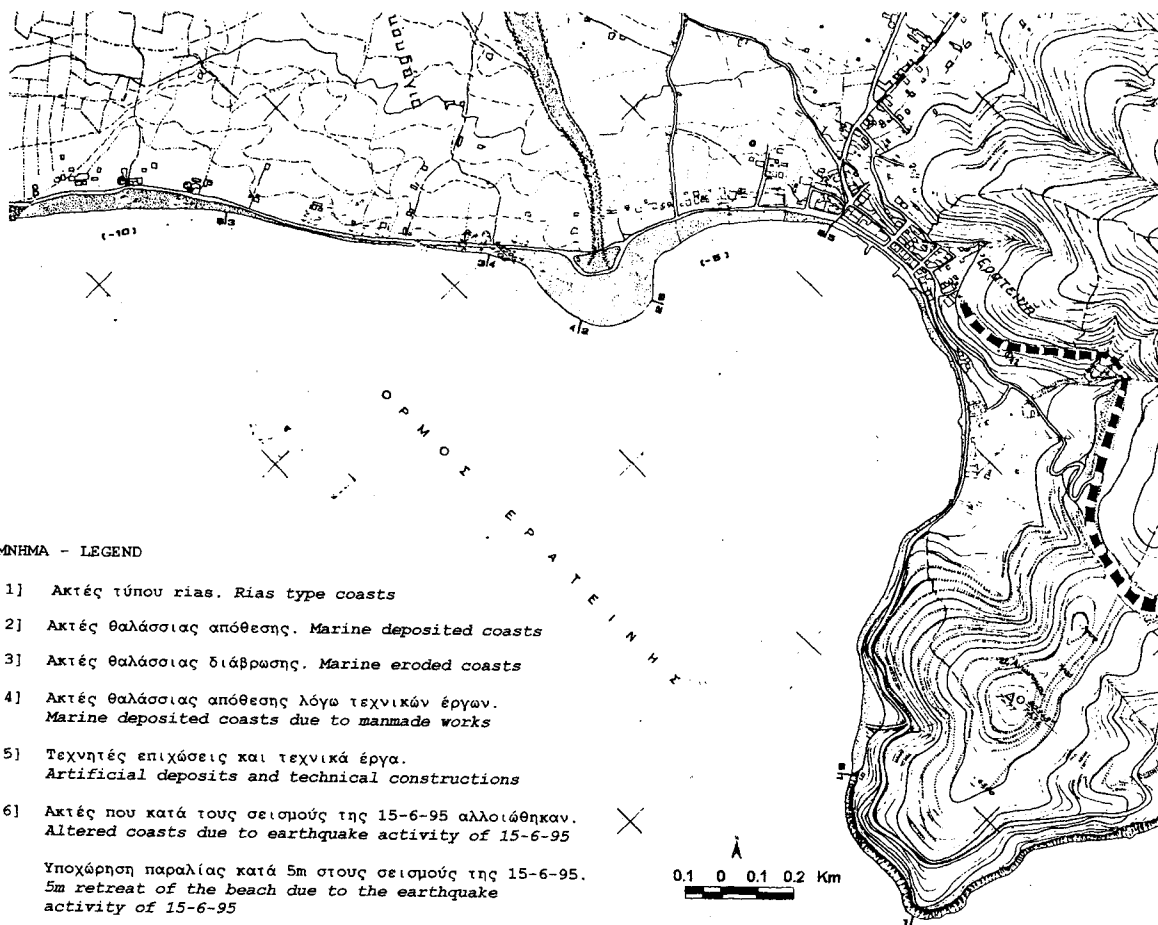 (-10)
(-5)
ΟΡΜΟΣ ΕΡΑΤΕΙΝΗΣ
ΜΝΗΜΑ - LEGEND
1] Ακτές τύπου rias. Rias type coasts
2] Ακτές θαλάσσιας απόθεσης. Marine deposited coasts
3] Ακτές θαλάσσιας διάβρωσης. Marine eroded coasts
4] Ακτές θαλάσσιας απόθεσης λόγω τεχνικών έργων.
Marine deposited coasts due to manmade works
5] Τεχνητές επιχώσεις και τεχνικά έργα.
Artificial deposits and technical constructions
6] Ακτές που κατά τους σεισμούς της 15-6-95 αλλοιώθηκαν.
Altered coasts due to earthquake activity of 15-6-95
Υποχώρηση παραλίας κατά 5m στους σεισμούς της 15-6-95.
5m retreat of the beach due to the earthquake
activity of 15-6-95
0.1 0 0.1 0.2 Km